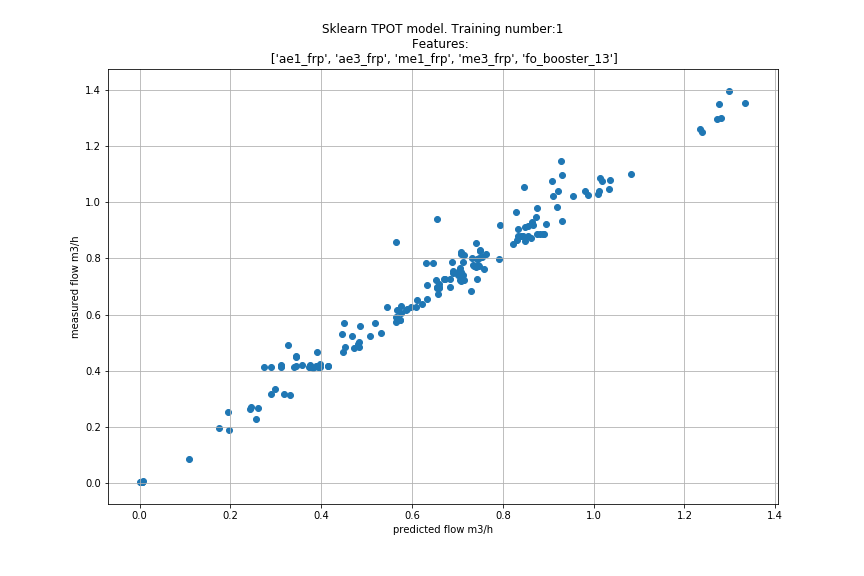 Sklearn TPOT model. Training number:1
Features:
['ae1_frp', 'ae3_frp', 'me1_frp', 'me3_frp', 'fo_booster_13']
1.4
1.2
1.0
0.8
0.6
0.4
0.2
0.0
measured flow m3/h
0.0 0.2 0.4 0.6 0.8 1.0 1.2 1.4
predicted flow m3/h